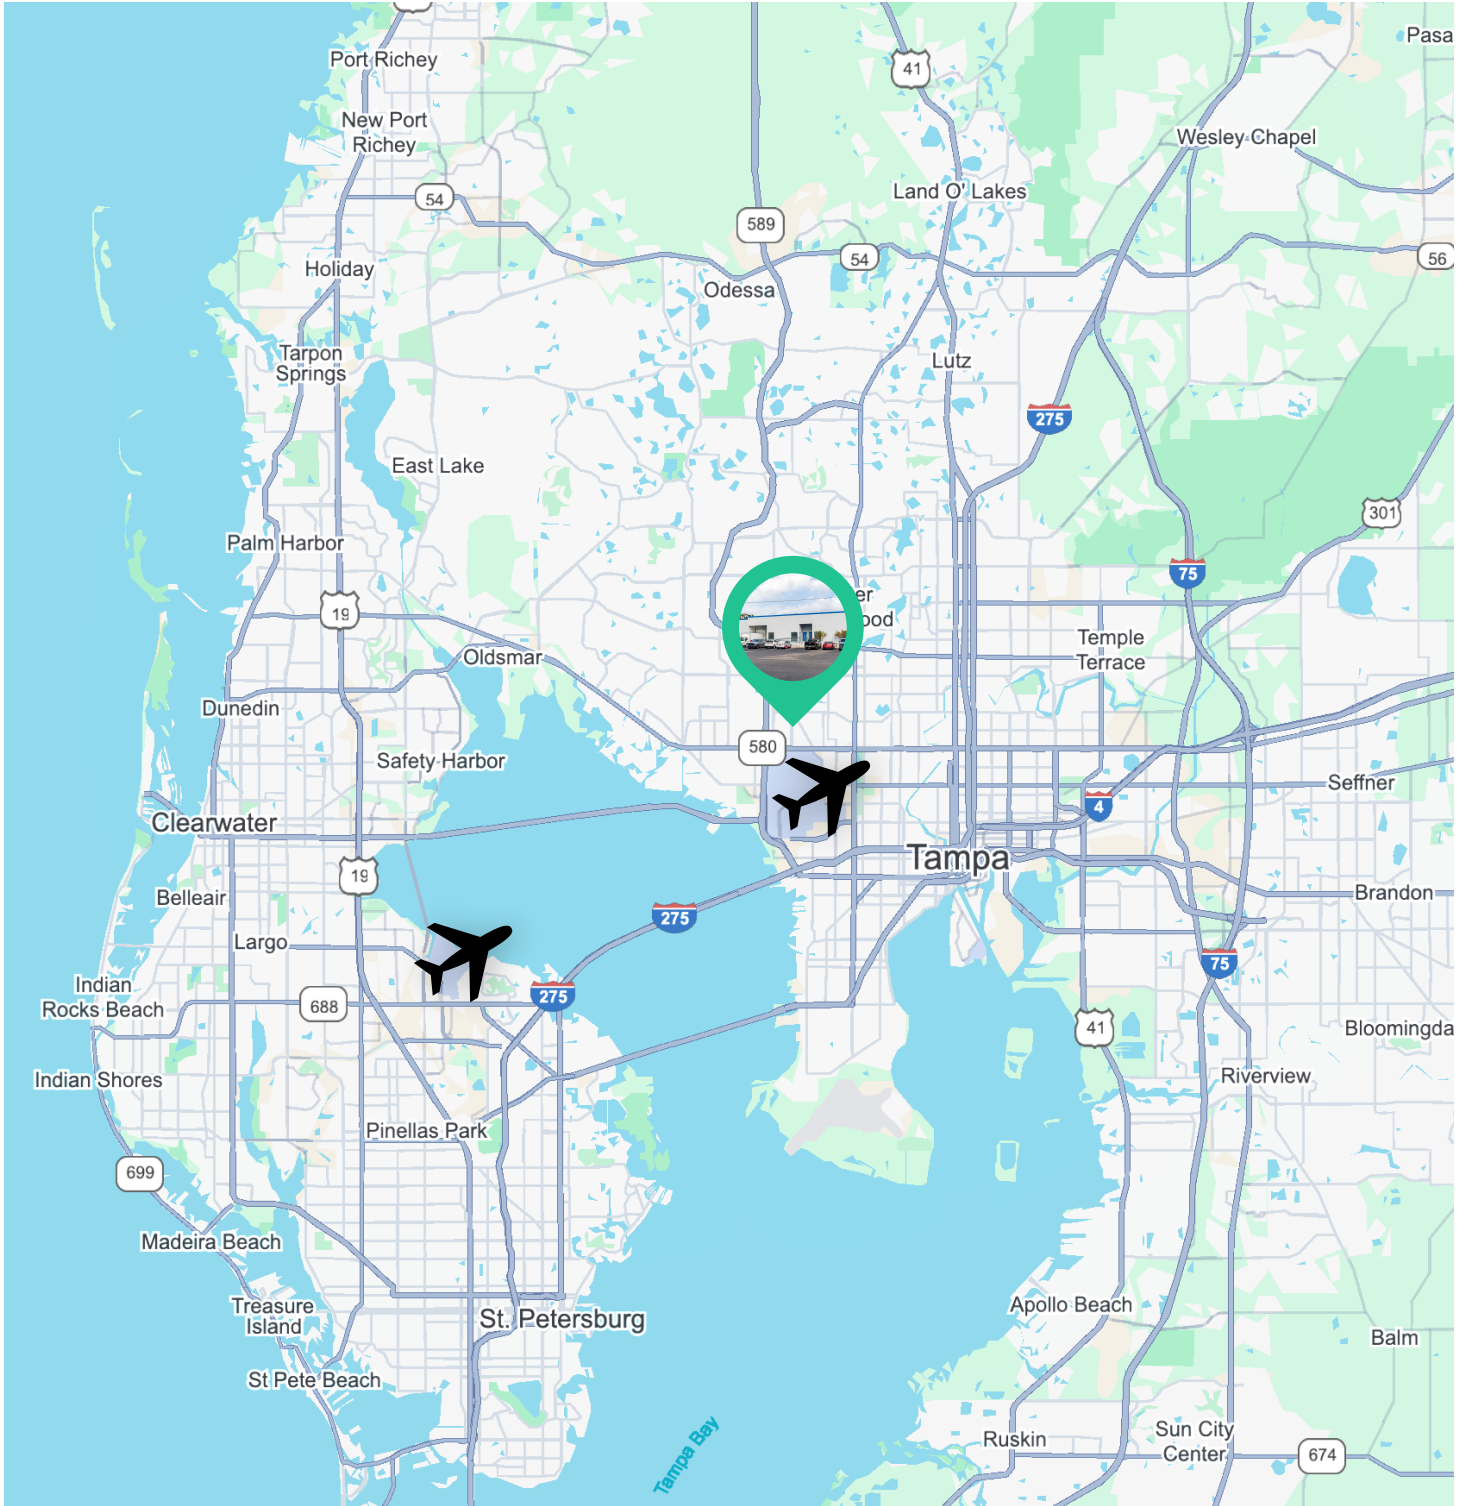 Port Richey
41
Pasa
New Port
Richey
Wesley Chapel
54
Land O' Lakes
589
54
56
Holiday
Odessa
Tarpon
Springs
Lutz
275
East Lake
301
Palm Harbor
75
19
er
ood
Temple
Terrace
Oldsmar
Dunedin
580
Safety Harbor
Seffner
4
Clearwater
Tampa
19
Belleair
Brandon
275
Largo
75
Indian
Rocks Beach
275
688
41
Bloomingda
Indian Shores
Riverview
Pinellas Park
699
Madeira Beach
Treasure
Island
Apollo Beach
St. Petersburg
Balm
St Pete Beach
Tampa Bay
Ruskin
Sun City
Center
674